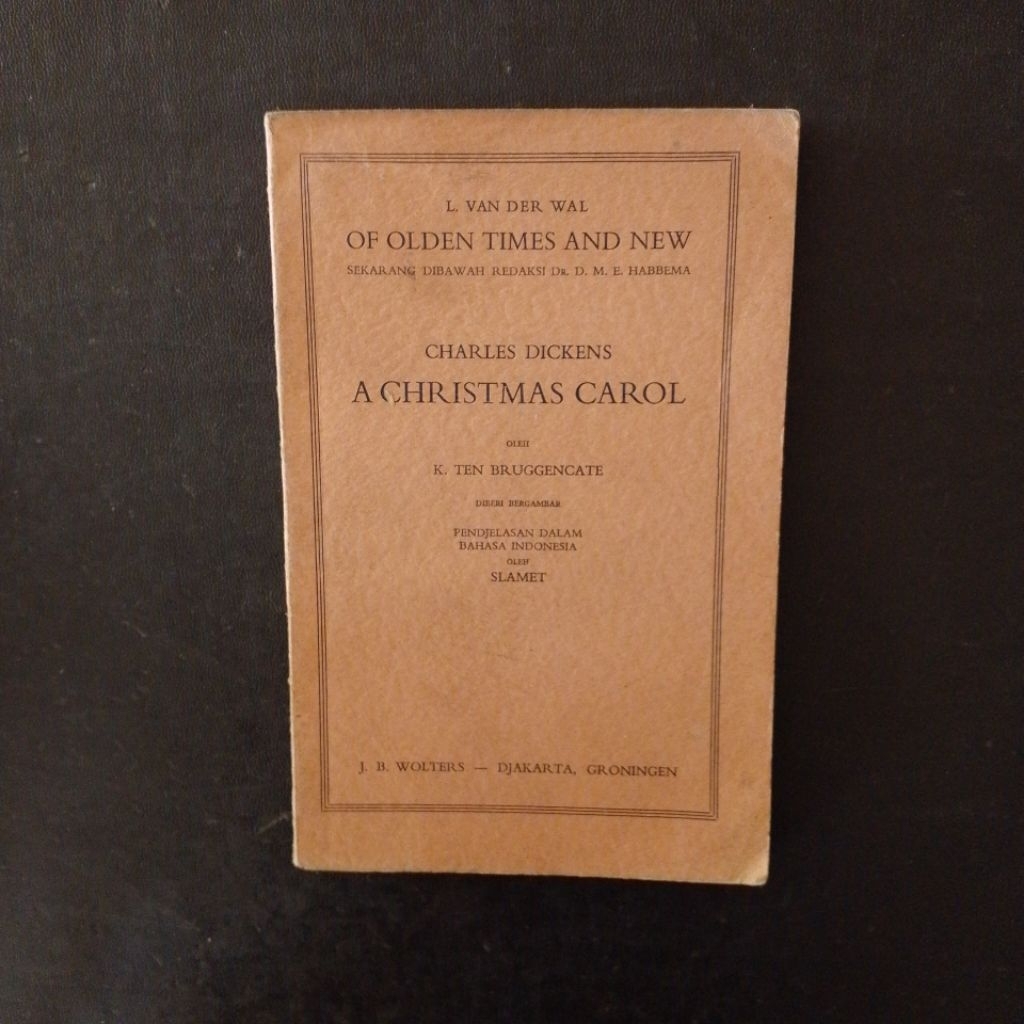 L. VAN DER WAL
OF OLDEN TIMES AND NEW
SEKARANG DIBAWAH REDAKSI DR. D. M. E. HABBEMA
CHARLES DICKENS
A CHRISTMAS CAROL
OLEH
K. TEN BRUGGENCATE
DIBERI BERGAMBAR
PENDJELASAN DALAM
BAHASA INDONESIA
OLEH
SLAMET
J. B. WOLTERS — DJAKARTA, GRONINGEN